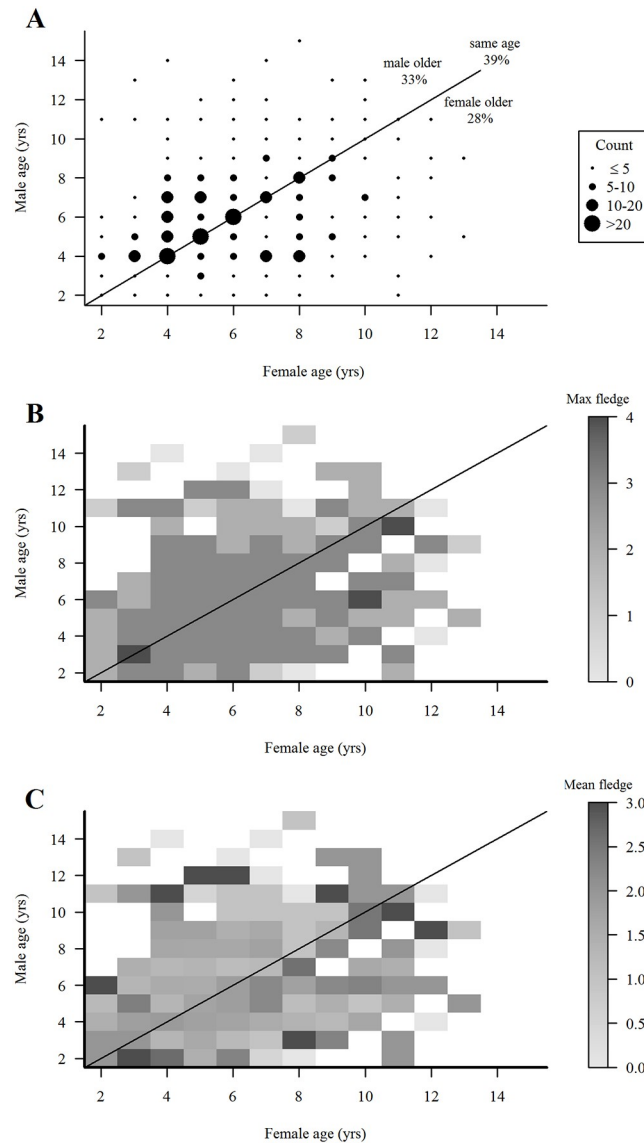 A
14
12
10
8
6
4
2
Male age (yrs)
2 4 6 8 10 12 14
Female age (yrs)
male older
33%
same age
39%
female older
28%
Count
≤ 5
5-10
10-20
>20
B
14
12
10
8
6
4
2
Male age (yrs)
2 4 6 8 10 12 14
Female age (yrs)
Max fledge
4
3
2
1
0
C
14
12
10
8
6
4
2
Male age (yrs)
2 4 6 8 10 12 14
Female age (yrs)
Mean fledge
3.0
2.5
2.0
1.5
1.0
0.5
0.0